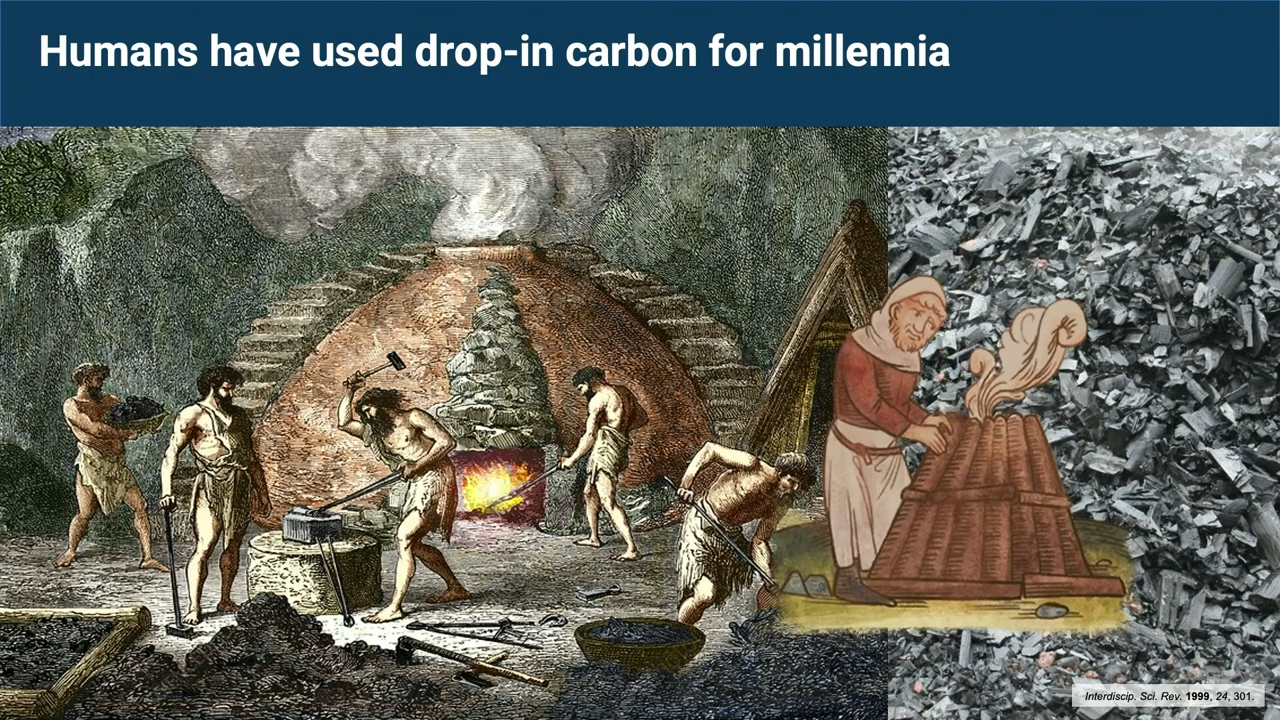 Humans have used drop-in carbon for millennia
Interdiscip. Sci. Rev. 1999, 24, 301.